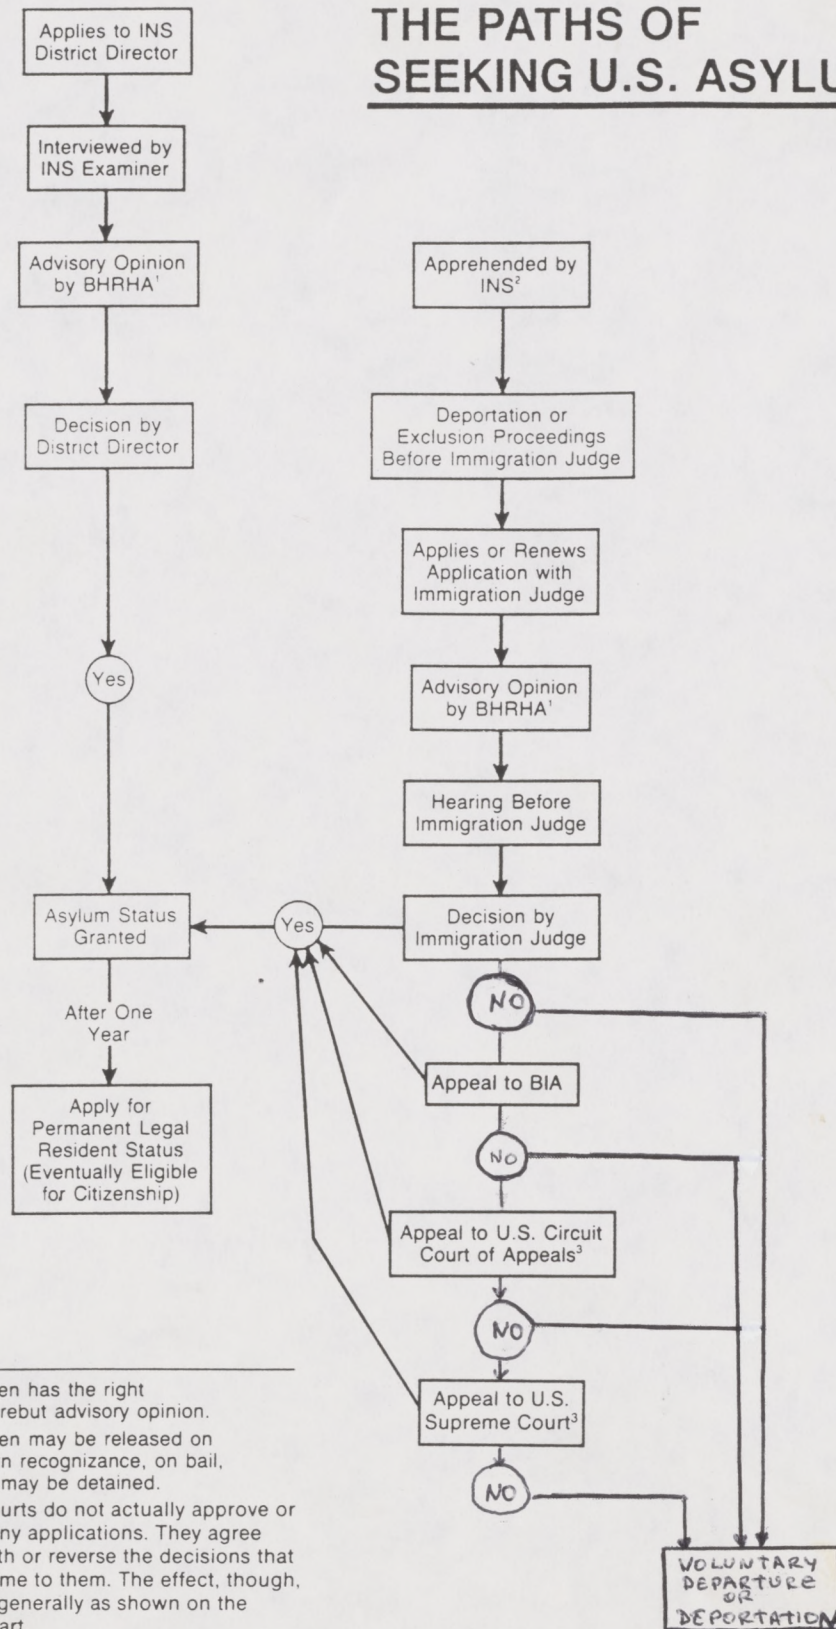 THE PATHS OF
SEEKING U.S. ASYLU
Applies to INS
District Director
Interviewed by
INS Examiner
Advisory Opinion
by BHRHA¹
Decision by
District Director
Yes
Asylum Status
Granted
After One
Year
Apply for
Permanent Legal
Resident Status
(Eventually Eligible
for Citizenship)
Apprehended by
INS²
Deportation or
Exclusion Proceedings
Before Immigration Judge
Applies or Renews
Application with
Immigration Judge
Advisory Opinion
by BHRHA¹
Hearing Before
Immigration Judge
Decision by
Immigration Judge
Yes
NO
Appeal to BIA
NO
Appeal to U.S. Circuit
Court of Appeals³
NO
Appeal to U.S.
Supreme Court³
NO
VOLUNTARY
DEPARTURE
OR
DEPORTATION
en has the right
rebut advisory opinion.
en may be released on
n recognizance, on bail,
may be detained.
urts do not actually approve or
ny applications. They agree
th or reverse the decisions that
me to them. The effect, though,
generally as shown on the
art